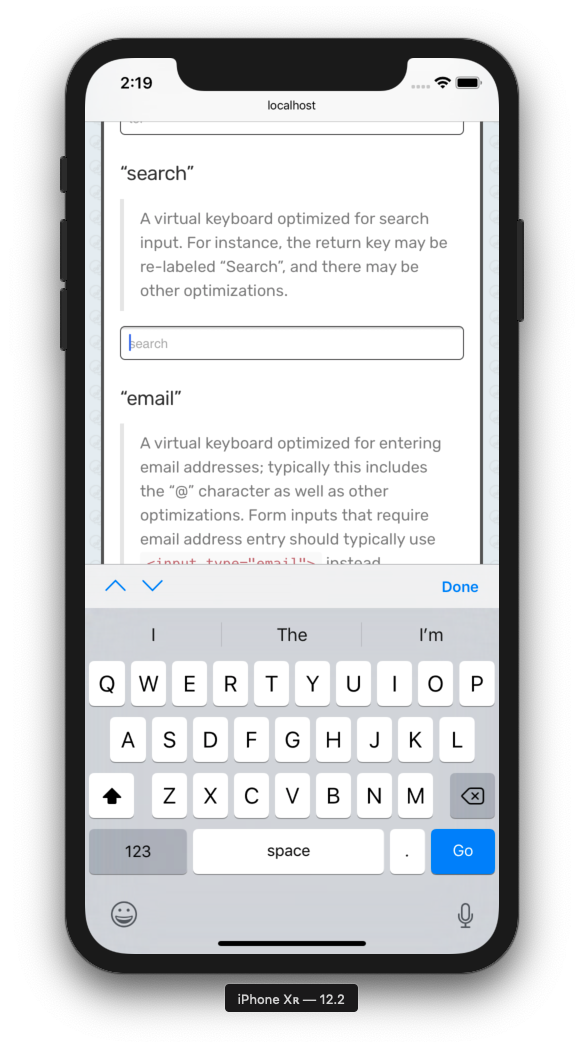 2:19
localhost
“search”
A virtual keyboard optimized for search
input. For instance, the return key may be
re-labeled “Search”, and there may be
other optimizations.
search
“email”
A virtual keyboard optimized for entering
email addresses; typically this includes
the “@” character as well as other
optimizations. Form inputs that require
email address entry should typically use
<input type="email"> instead
Done
I The I’m
Q W E R T Y U I O P
A S D F G H J K L
Z X C V B N M
123 space . Go
iPhone Xʀ — 12.2